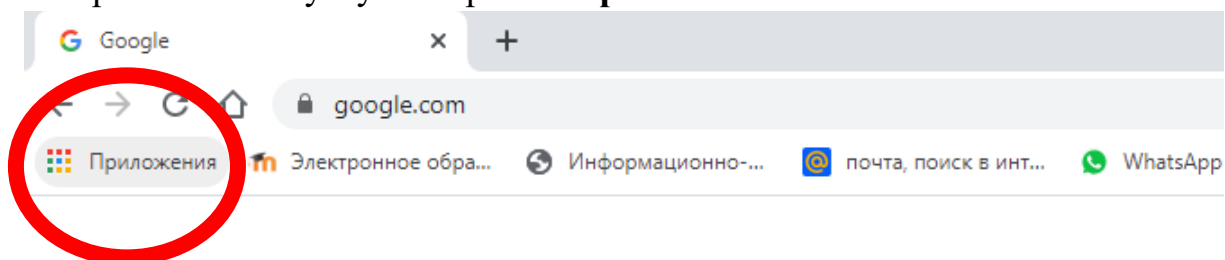 Google
google.com
Приложения Электронное обра... Информационно-... почта, поиск в инт... WhatsApp